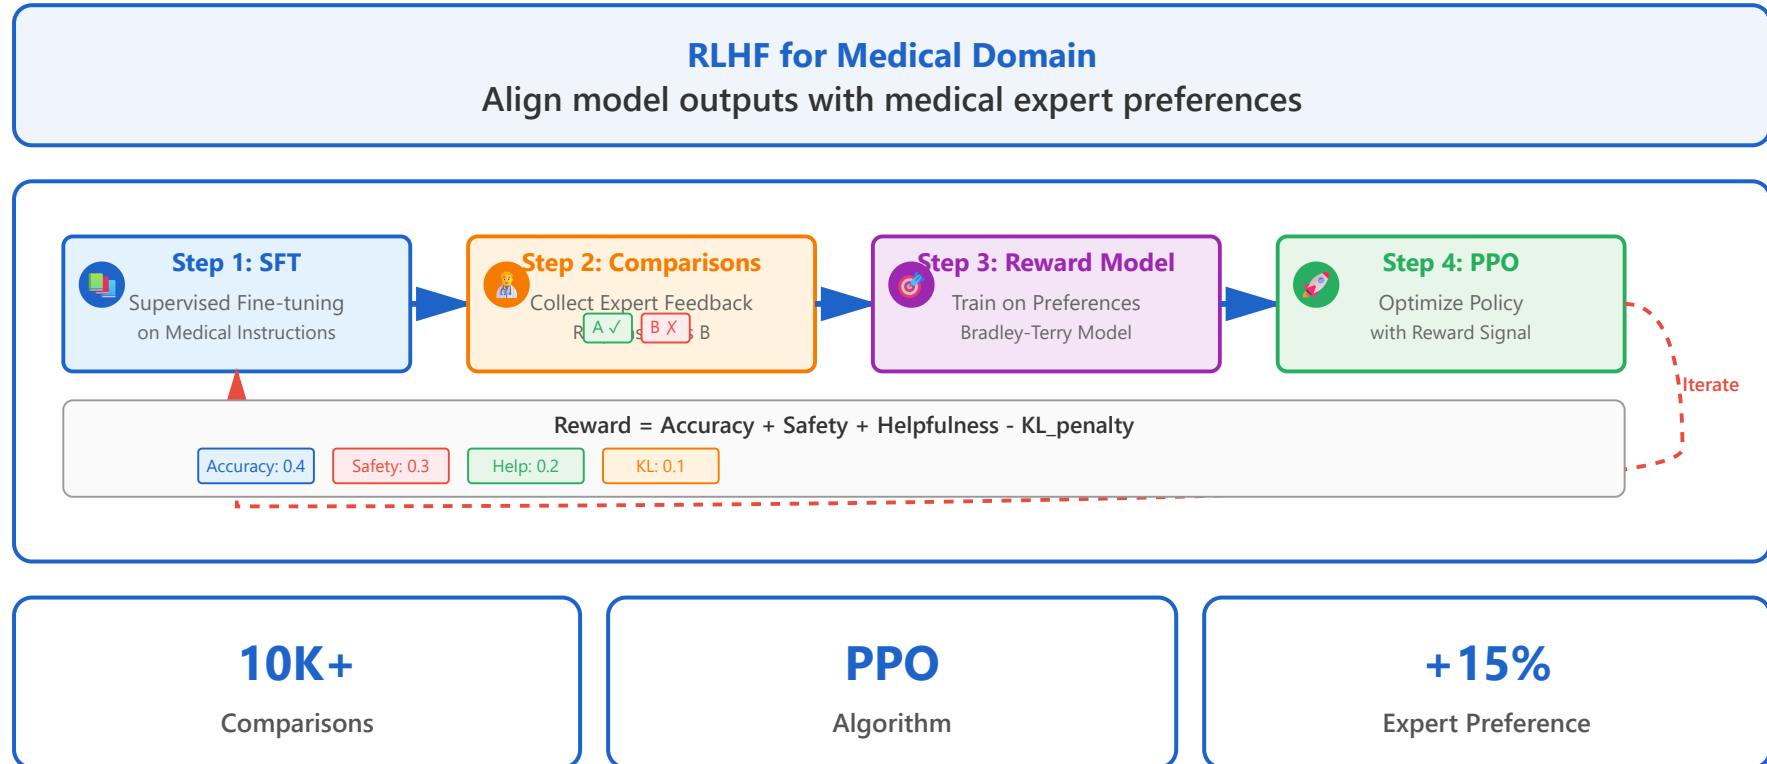 RLHF for Medical Domain
Align model outputs with medical expert preferences
Step 1: SFT
Supervised Fine-tuning
on Medical Instructions
Step 2: Comparisons
Collect Expert Feedback
A ✓ B ✗
B
Step 3: Reward Model
Train on Preferences
Bradley-Terry Model
Step 4: PPO
Optimize Policy
with Reward Signal
Iterate
Reward = Accuracy + Safety + Helpfulness - KL_penalty
Accuracy: 0.4
Safety: 0.3
Help: 0.2
KL: 0.1
10K+
Comparisons
PPO
Algorithm
+15%
Expert Preference